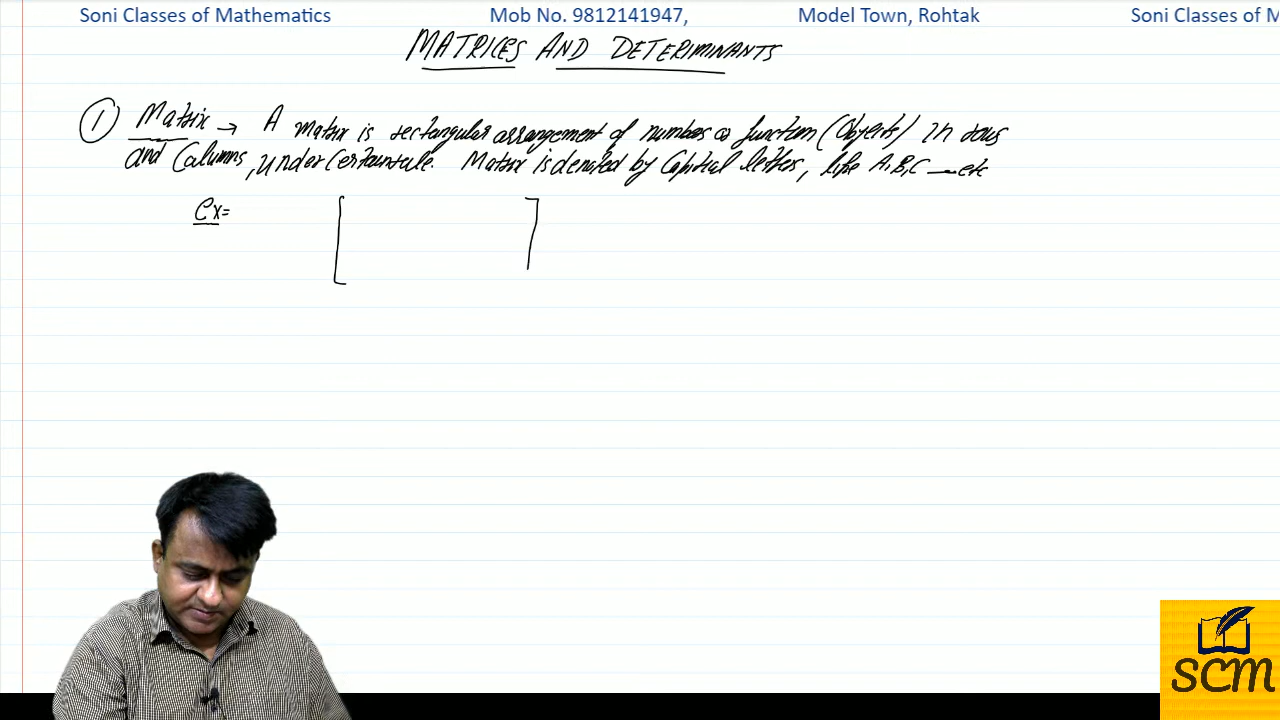 Soni Classes of Mathematics Mob No. 9812141947, Model Town, Rohtak Soni Classes of M
MATRICES AND DETERIMINANTS
① Matrix → A matrix is rectangular arrangement of numbers or function (Objects) in rows
and Columns, under Certain rule. Matrix is denoted by Capital letters, like A, B, C — etc
Ex=
SCM